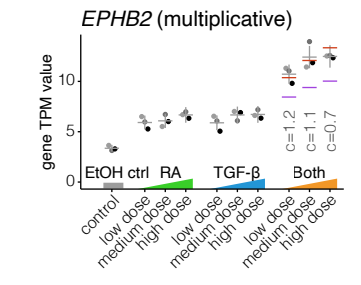 EPHB2 (multiplicative)
gene TPM value
10
5
0
c=1.2
c=1.1
c=0.7
EtOH ctrl RA TGF-β Both
control
low dose
medium dose
high dose
low dose
medium dose
high dose
low dose
medium dose
high dose